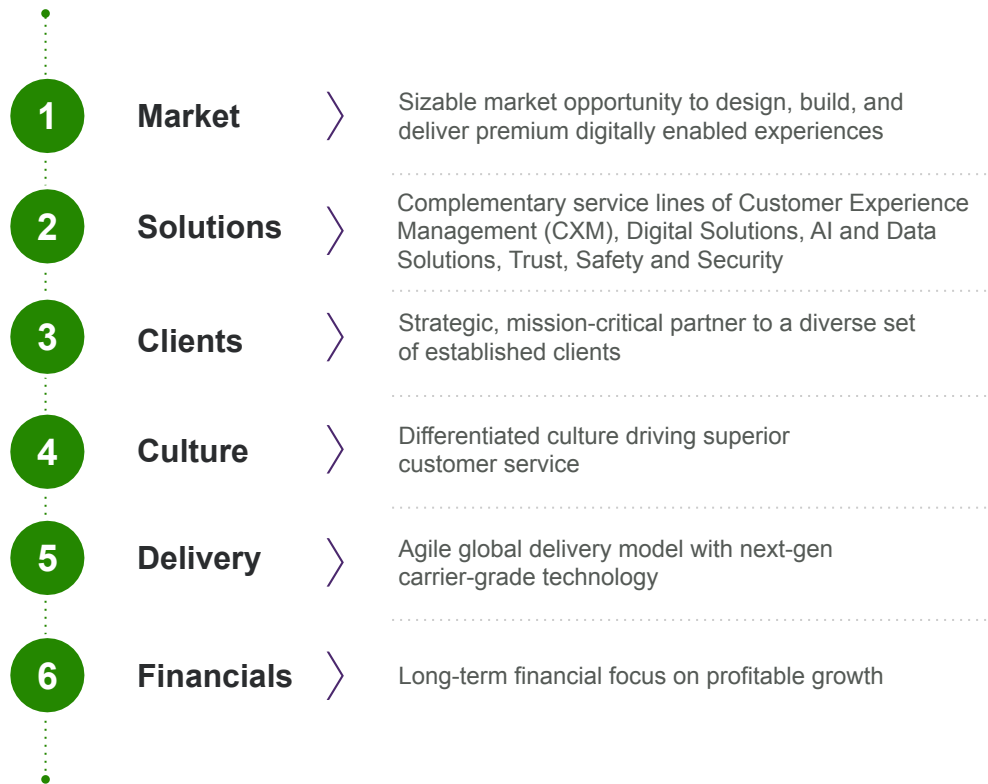 1
Market
Sizable market opportunity to design, build, and
deliver premium digitally enabled experiences
2
Solutions
Complementary service lines of Customer Experience
Management (CXM), Digital Solutions, AI and Data
Solutions, Trust, Safety and Security
3
Clients
Strategic, mission-critical partner to a diverse set
of established clients
4
Culture
Differentiated culture driving superior
customer service
5
Delivery
Agile global delivery model with next-gen
carrier-grade technology
6
Financials
Long-term financial focus on profitable growth